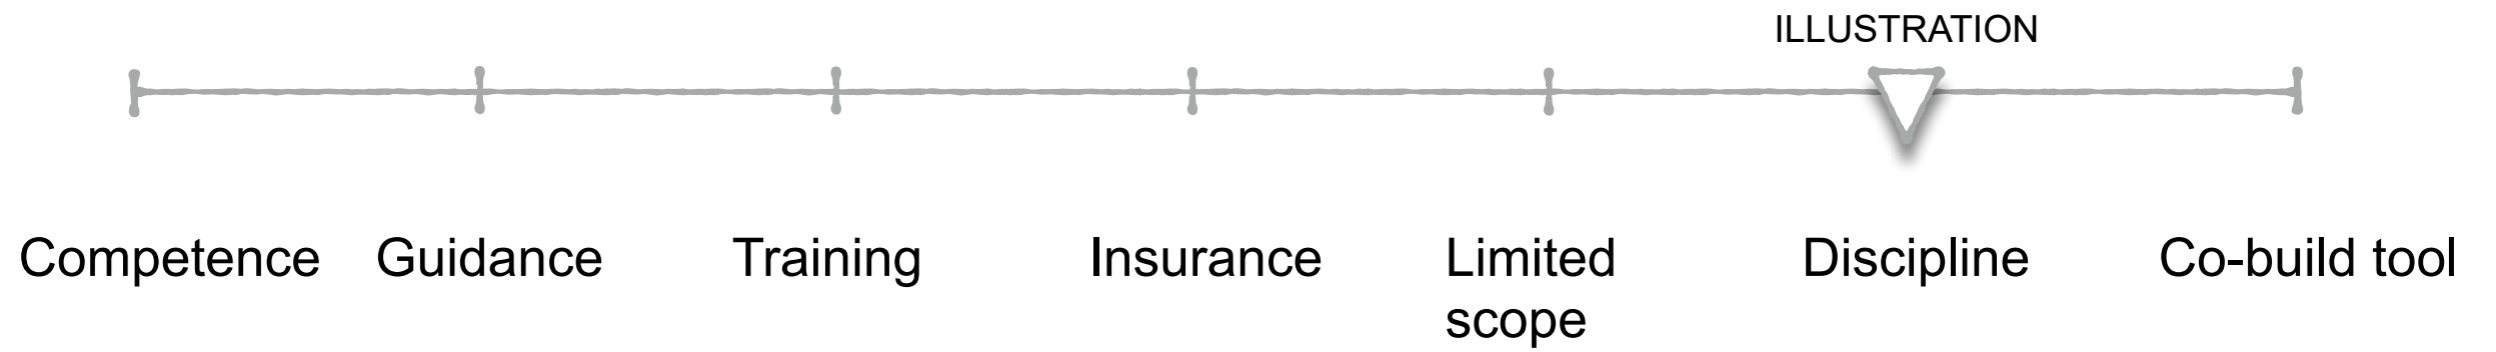 ILLUSTRATION
Competence Guidance Training Insurance Limited Discipline Co-build tool
scope